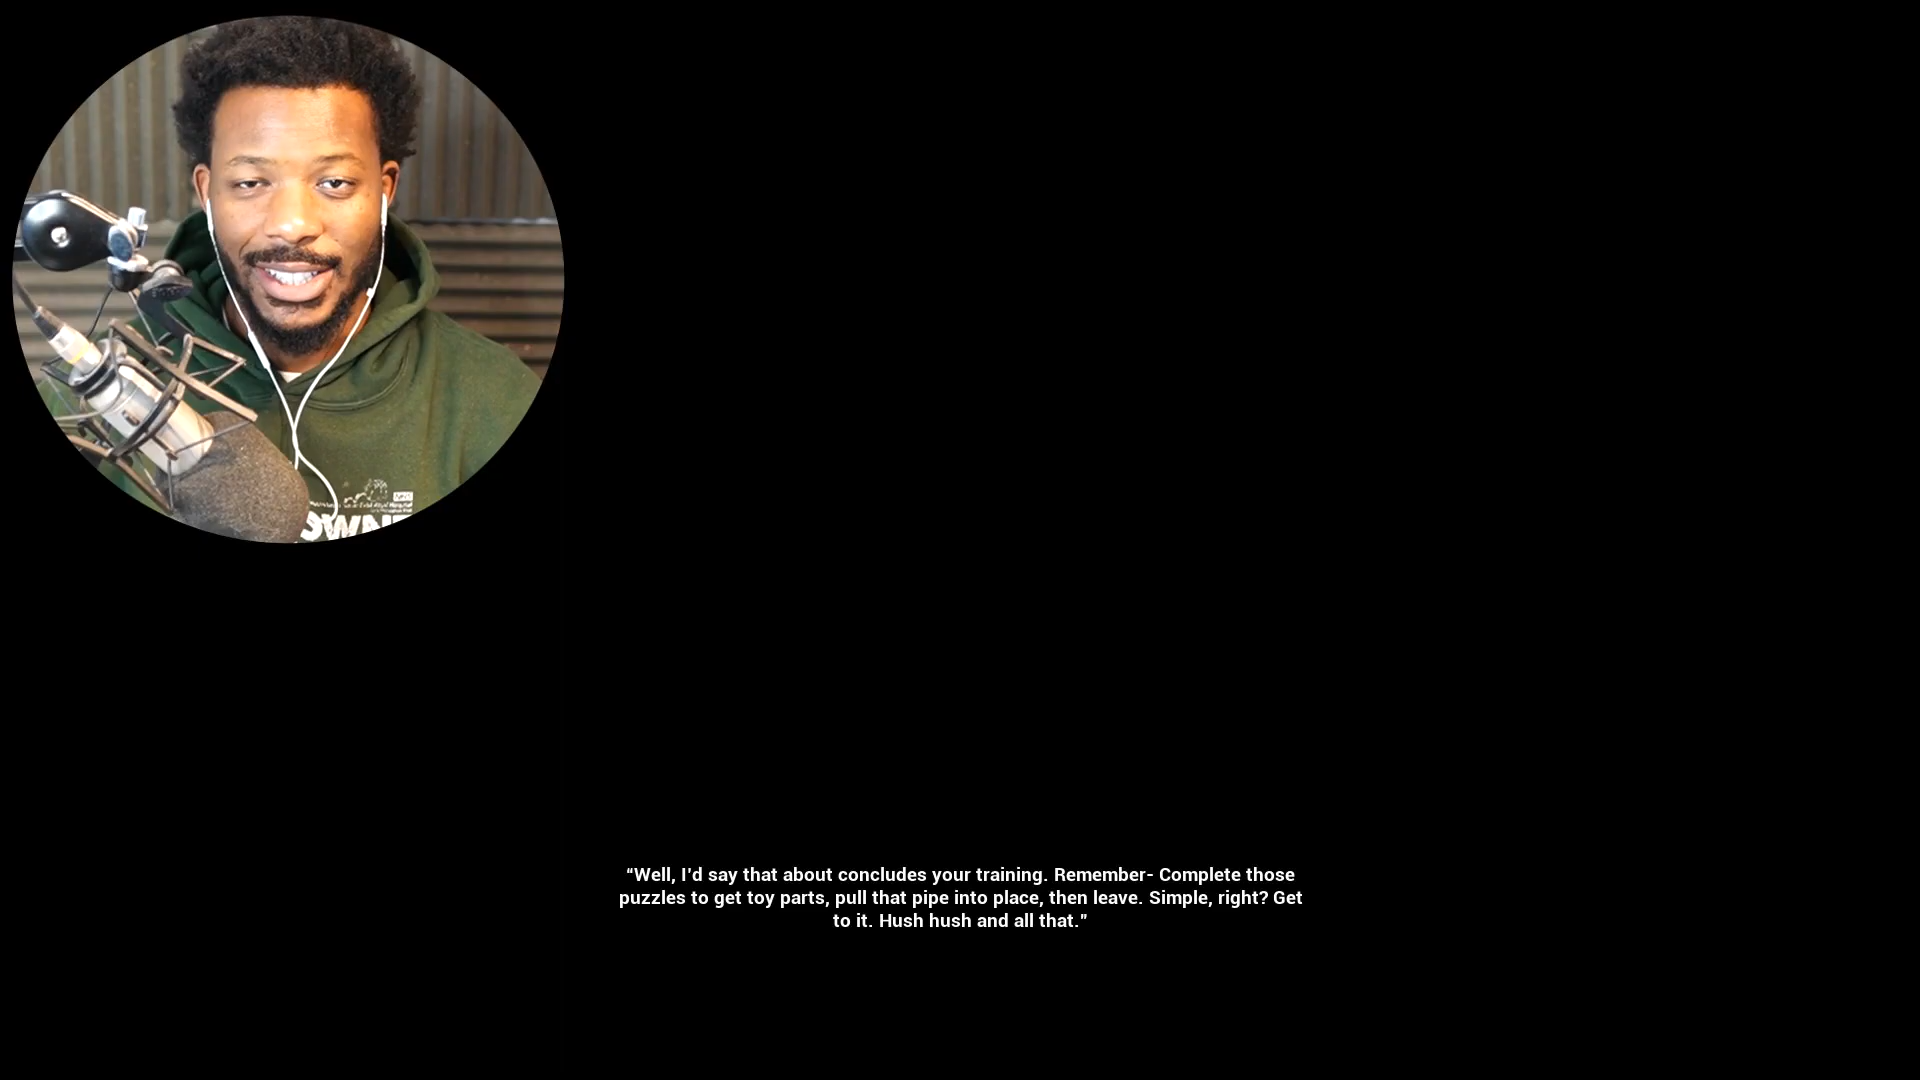 “Well, I'd say that about concludes your training. Remember- Complete those
puzzles to get toy parts, pull that pipe into place, then leave. Simple, right? Get
to it. Hush hush and all that.”